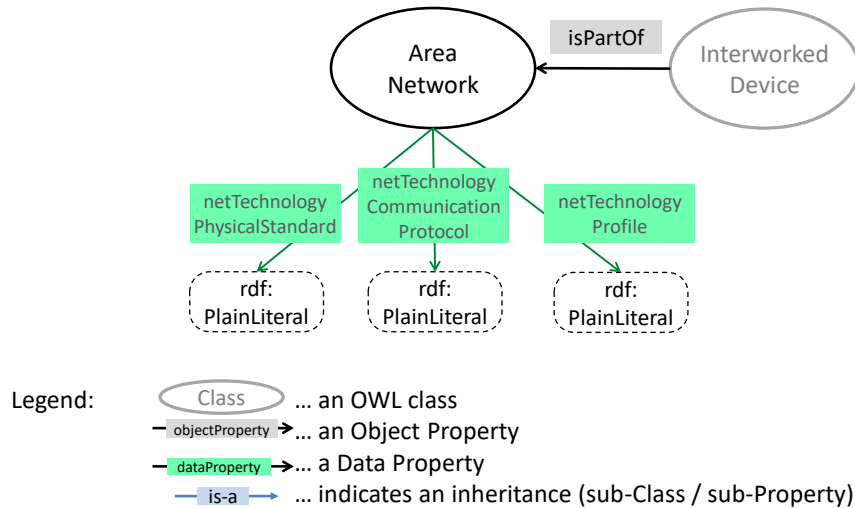 isPartOf
Area
Network
Interworked
Device
netTechnology
PhysicalStandard
netTechnology
Communication
Protocol
netTechnology
Profile
rdf:
PlainLiteral
rdf:
PlainLiteral
rdf:
PlainLiteral
Legend:
Class
... an OWL class
objectProperty
... an Object Property
dataProperty
... a Data Property
is-a
... indicates an inheritance (sub-Class / sub-Property)